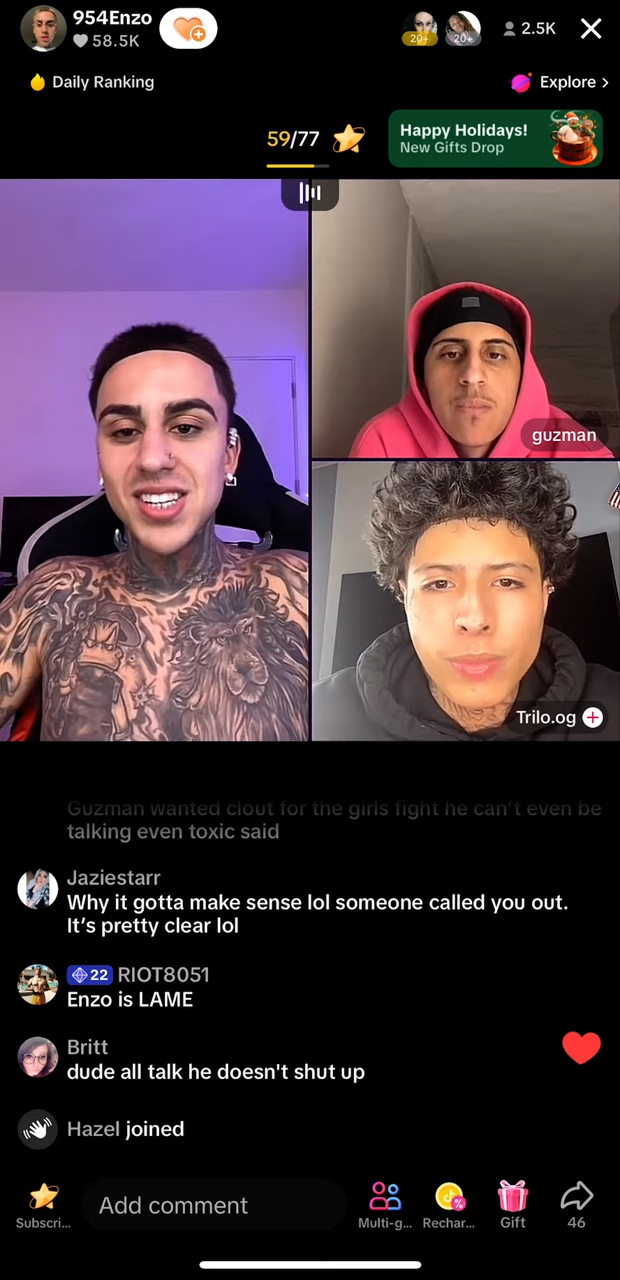 954Enzo
58.5K
20+
20+
2.5K
Daily Ranking
Explore >
59/77
Happy Holidays!
New Gifts Drop
guzman
Trilo.og
Guzman wanted clout for the girls fight he can't even be
talking even toxic said
Jaziestarr
Why it gotta make sense lol someone called you out.
It's pretty clear lol
22 RIOT8051
Enzo is LAME
Britt
dude all talk he doesn't shut up
Hazel joined
Add comment
Subscri...
Multi-g...
Rechar...
Gift
46